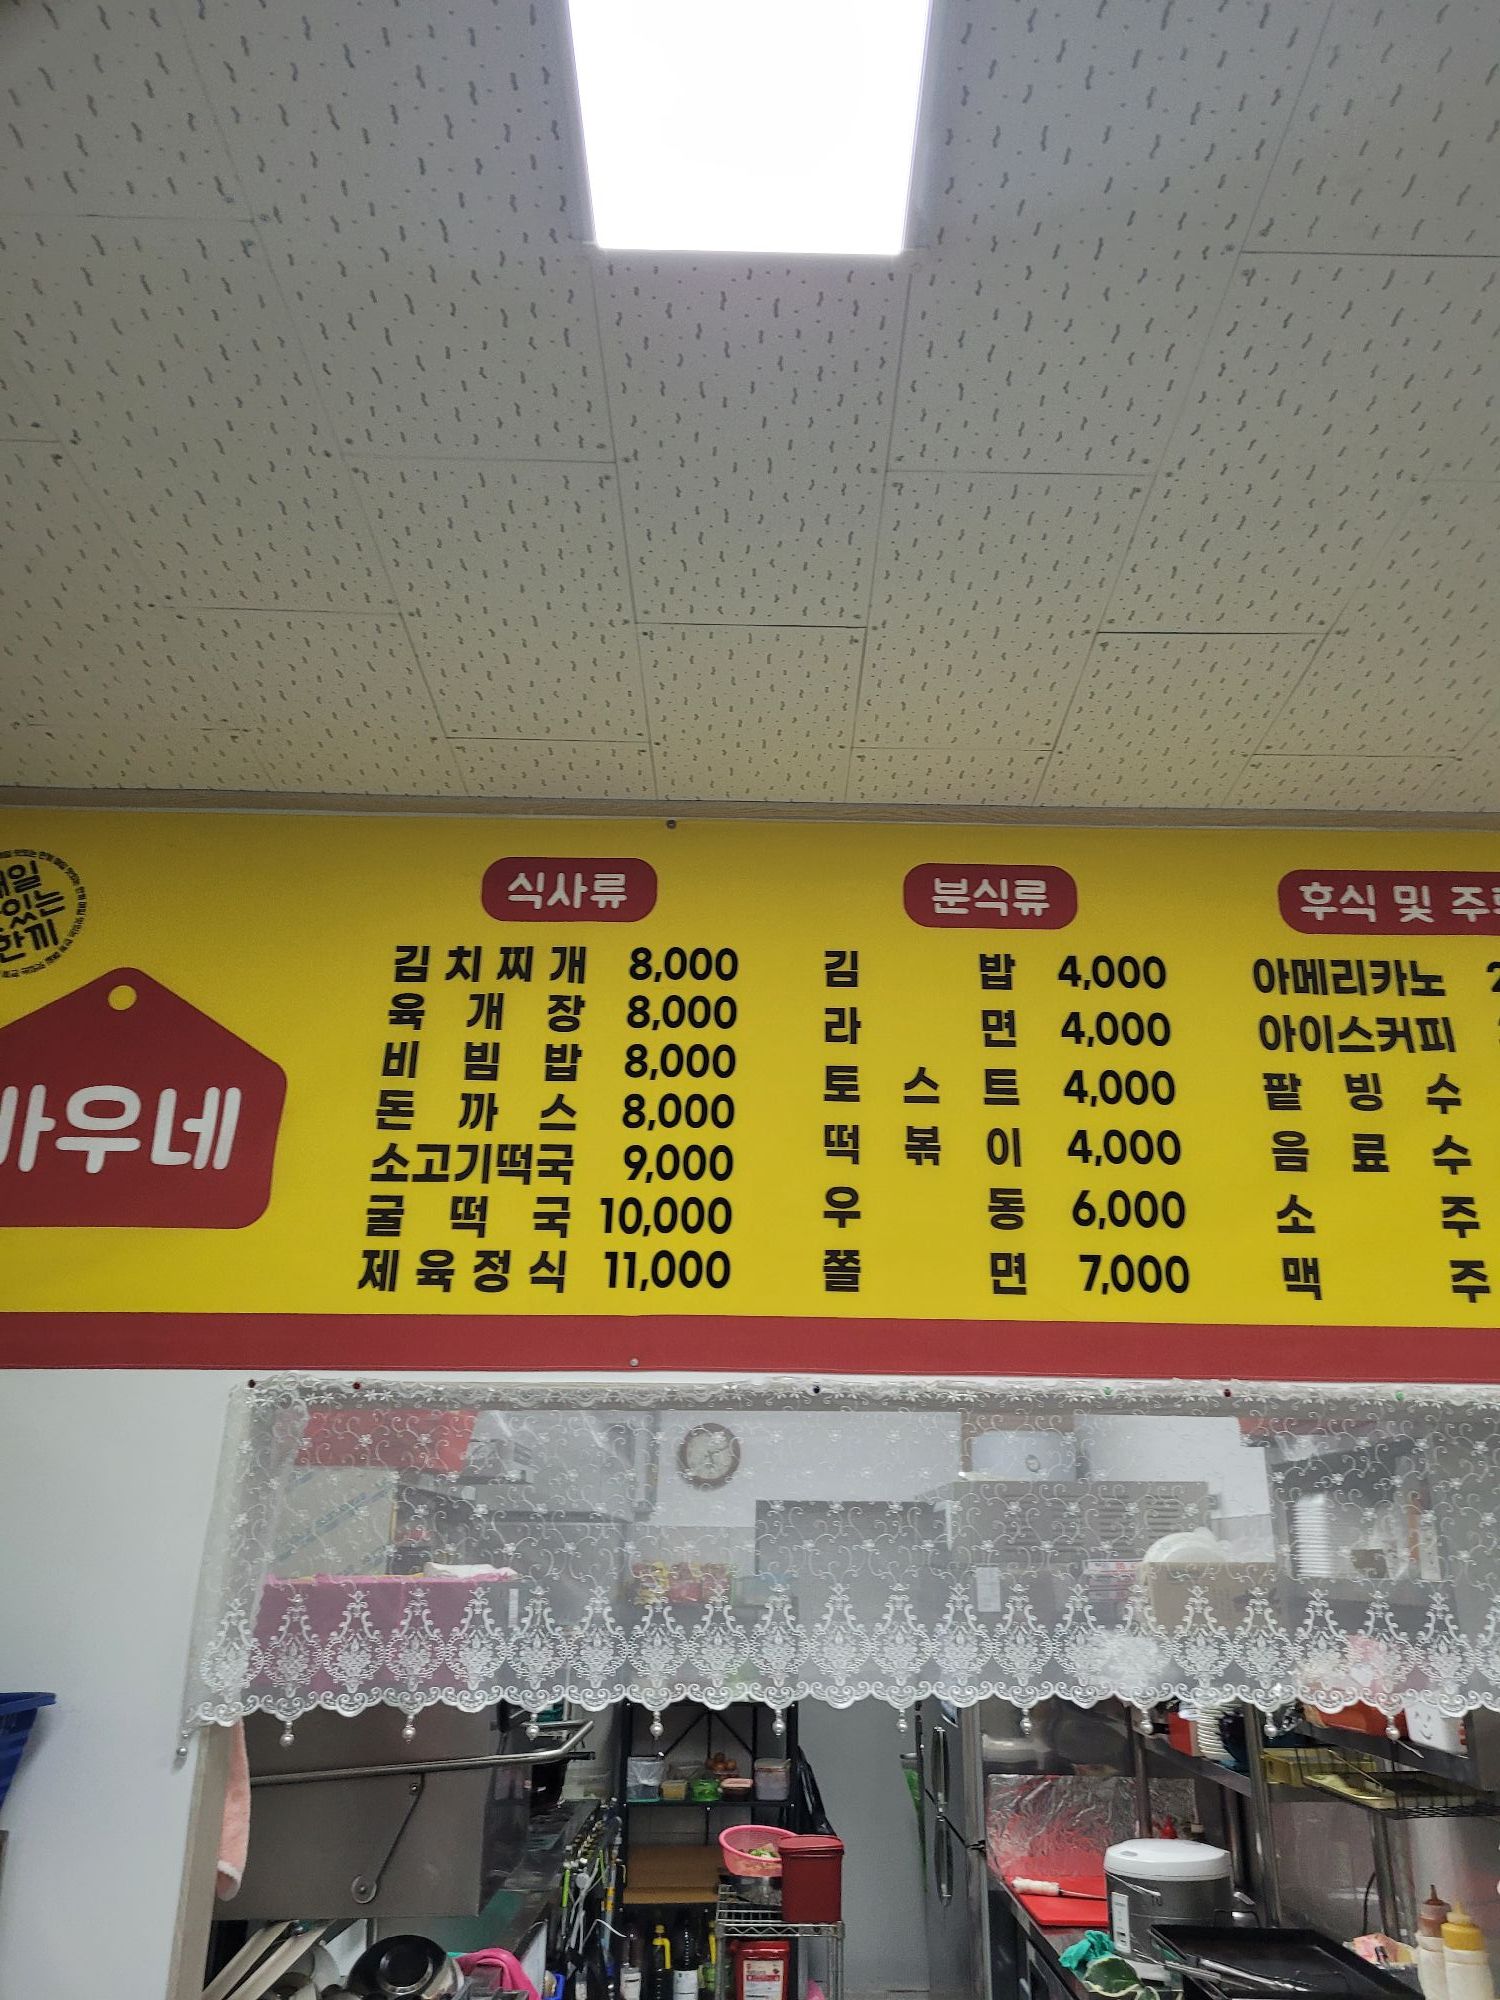 한끼
바우네
식사류
김치찌개 8,000
육개장 8,000
비빔밥 8,000
돈까스 8,000
소고기떡국 9,000
굴떡국 10,000
제육정식 11,000
분식류
김밥 4,000
라면 4,000
토스트 4,000
떡볶이 4,000
우동 6,000
쫄면 7,000
후식 및
아메리카노
아이스커피
팥빙수
음료수
소주
맥주